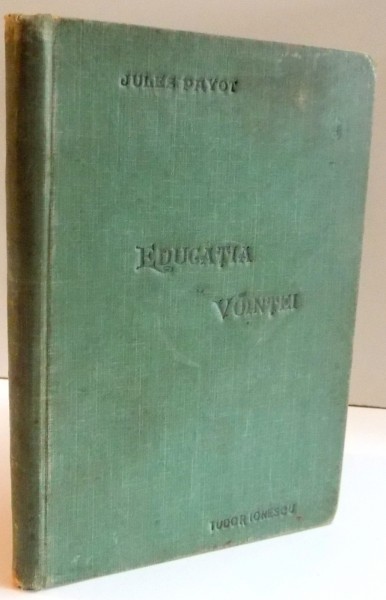 JULES PAYOT
EDUCAȚIA
VOINȚEI
TUDOR IONESCU